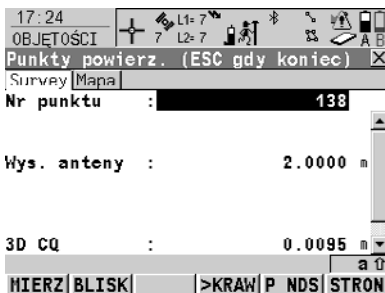 17:24
L1= 7
OBJĘTOŚCI 7 L2= 7 A B
Punkty powierz. (ESC gdy koniec) X
Survey Mapa
Nr punktu : 138
Wys. anteny : 2.0000 m
3D CQ : 0.0095 m
a
MIERZ BLISK >KRAW P NDS STRON